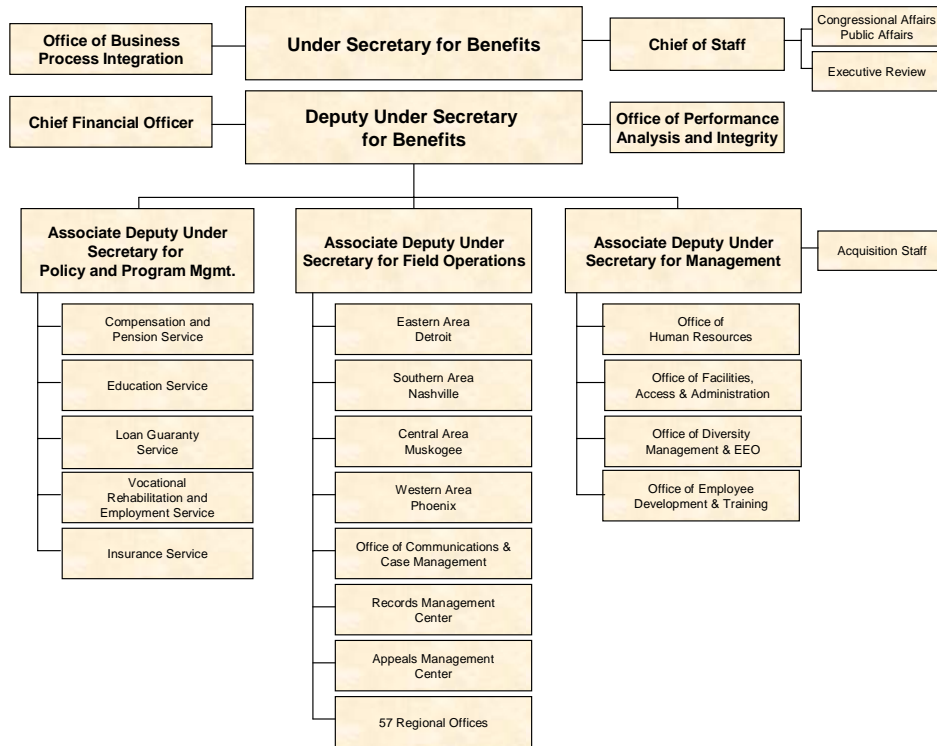 Office of Business
Process Integration
Under Secretary for Benefits
Chief of Staff
Congressional Affairs
Public Affairs
Executive Review
Chief Financial Officer
Deputy Under Secretary
for Benefits
Office of Performance
Analysis and Integrity
Associate Deputy Under
Secretary for
Policy and Program Mgmt.
Compensation and
Pension Service
Education Service
Loan Guaranty
Service
Vocational
Rehabilitation and
Employment Service
Insurance Service
Associate Deputy Under
Secretary for Field Operations
Eastern Area
Detroit
Southern Area
Nashville
Central Area
Muskogee
Western Area
Phoenix
Office of Communications &
Case Management
Records Management
Center
Appeals Management
Center
57 Regional Offices
Associate Deputy Under
Secretary for Management
Acquisition Staff
Office of
Human Resources
Office of Facilities,
Access & Administration
Office of Diversity
Management & EEO
Office of Employee
Development & Training